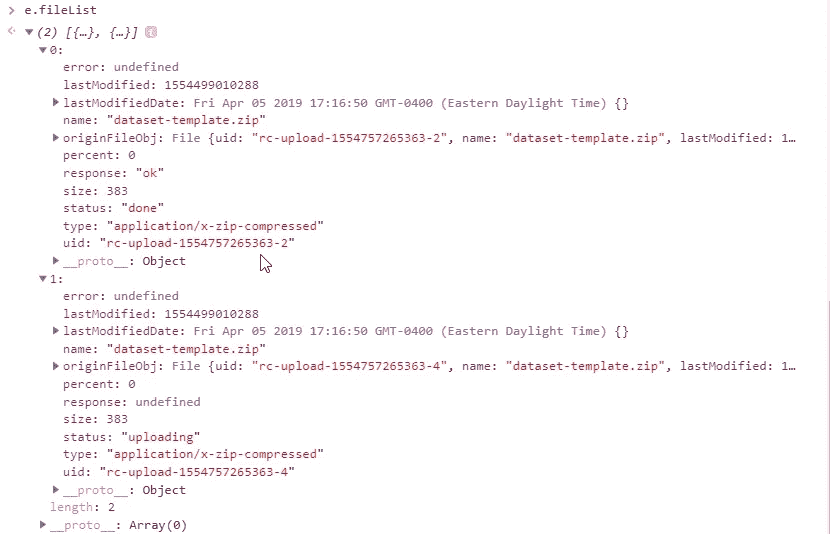 > e.fileList
(2) [{…}, {…}] i
0:
error: undefined
lastModified: 1554499010288
lastModifiedDate: Fri Apr 05 2019 17:16:50 GMT-0400 (Eastern Daylight Time) {}
name: "dataset-template.zip"
originFileObj: File {uid: "rc-upload-1554757265363-2", name: "dataset-template.zip", lastModified: 1…
percent: 0
response: "ok"
size: 383
status: "done"
type: "application/x-zip-compressed"
uid: "rc-upload-1554757265363-2"
__proto__: Object
1:
error: undefined
lastModified: 1554499010288
lastModifiedDate: Fri Apr 05 2019 17:16:50 GMT-0400 (Eastern Daylight Time) {}
name: "dataset-template.zip"
originFileObj: File {uid: "rc-upload-1554757265363-4", name: "dataset-template.zip", lastModified: 1…
percent: 0
response: undefined
size: 383
status: "uploading"
type: "application/x-zip-compressed"
uid: "rc-upload-1554757265363-4"
__proto__: Object
length: 2
__proto__: Array(0)